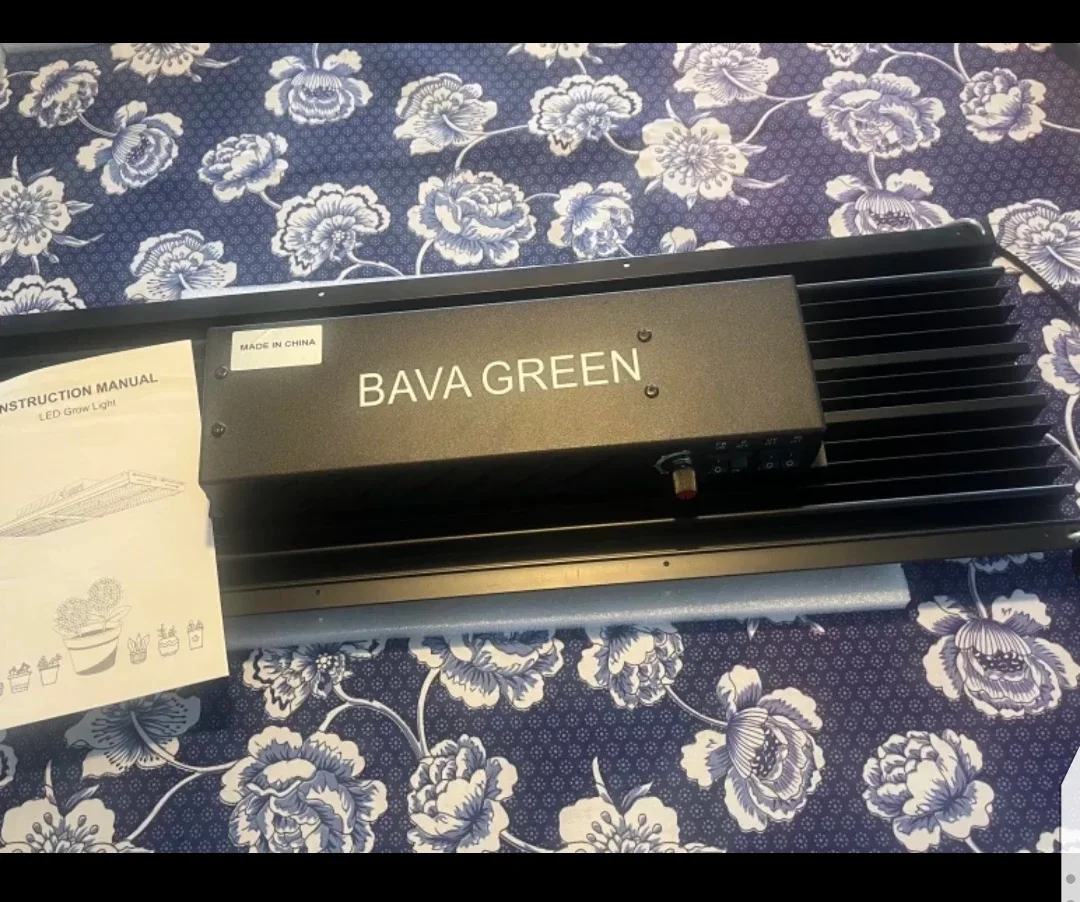 MADE IN CHINA
BAVA GREEN
NSTRUCTION MANUAL
LED Grow Light